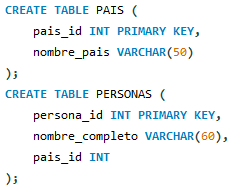 CREATE TABLE PAIS (
    pais_id INT PRIMARY KEY,
    nombre_pais VARCHAR(50)
);
CREATE TABLE PERSONAS (
    persona_id INT PRIMARY KEY,
    nombre_completo VARCHAR(60),
    pais_id INT
);